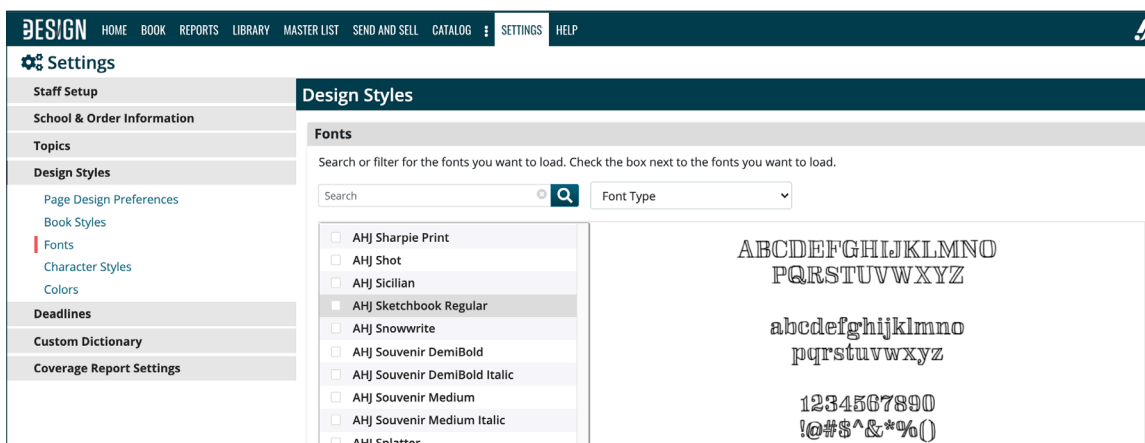 DESIGN HOME BOOK REPORTS LIBRARY MASTER LIST SEND AND SELL CATALOG SETTINGS HELP
Settings
Staff Setup
School & Order Information
Topics
Design Styles
Page Design Preferences
Book Styles
Fonts
Character Styles
Colors
Deadlines
Custom Dictionary
Coverage Report Settings
Design Styles
Fonts
Search or filter for the fonts you want to load. Check the box next to the fonts you want to load.
Search
Font Type
AHJ Sharpie Print
AHJ Shot
AHJ Sicilian
AHJ Sketchbook Regular
AHJ Snowwrite
AHJ Souvenir DemiBold
AHJ Souvenir DemiBold Italic
AHJ Souvenir Medium
AHJ Souvenir Medium Italic
AHJ Splatter
ABCDEFGHIJKLMNO
PQRSTUVWXYZ
abcdefghijklmno
pqrstuvwxyz
1234567890
!@#$^&*%()